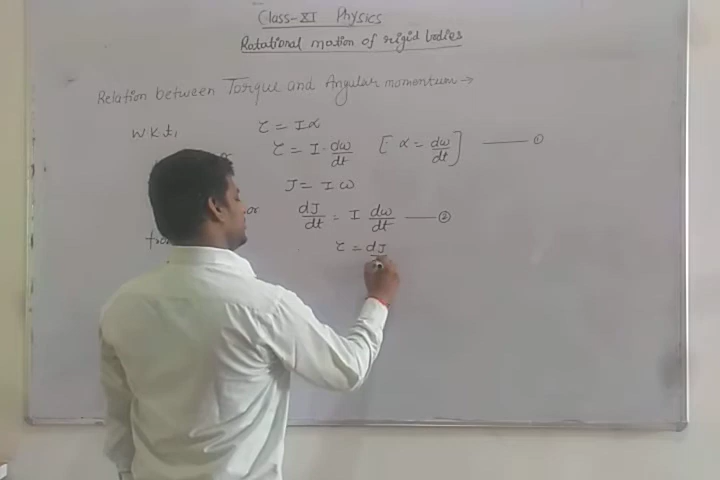 Class-XI Physics
Rotational motion of rigid bodies
Relation between Torque and Angular momentum →
W K t, τ = Iα
τ = I · dω/dt [ α = dω/dt ] —— ①
J = I ω
or dJ/dt = I dω/dt —— ②
τ = dJ